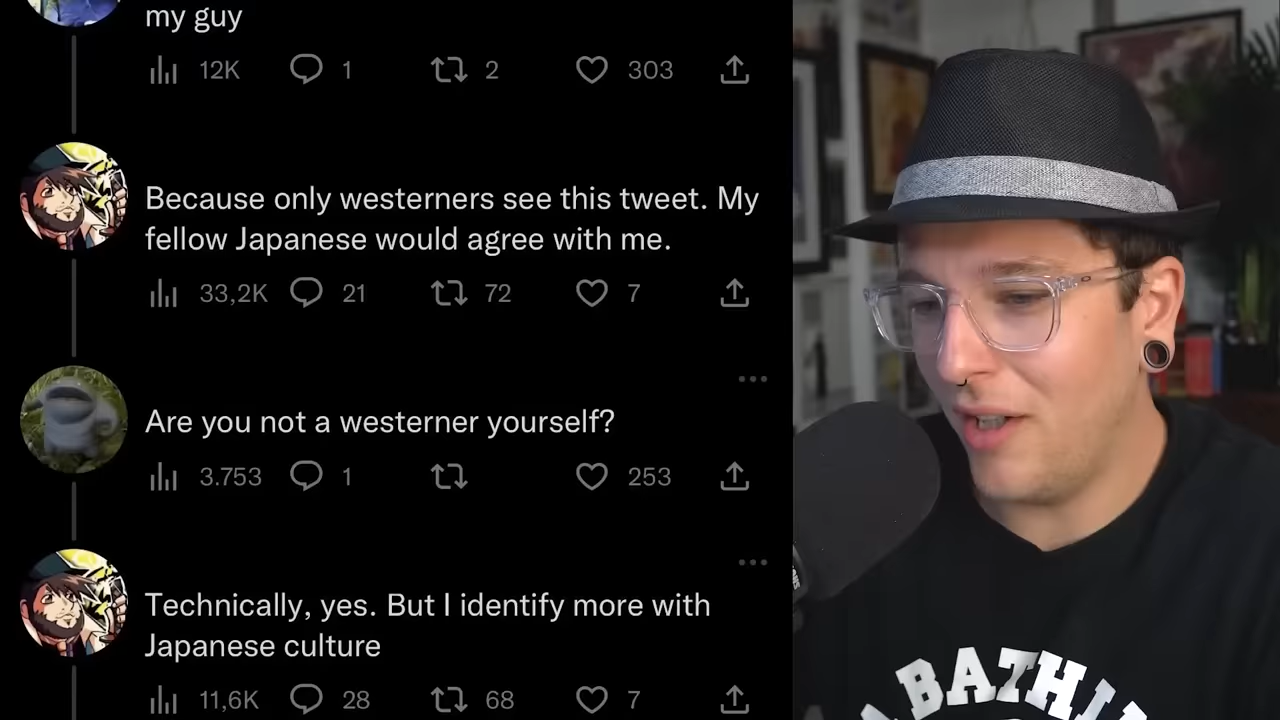 my guy
12K 1 2 303
Because only westerners see this tweet. My
fellow Japanese would agree with me.
33,2K 21 72 7
Are you not a westerner yourself?
3.753 1 253
Technically, yes. But I identify more with
Japanese culture
11,6K 28 68 7